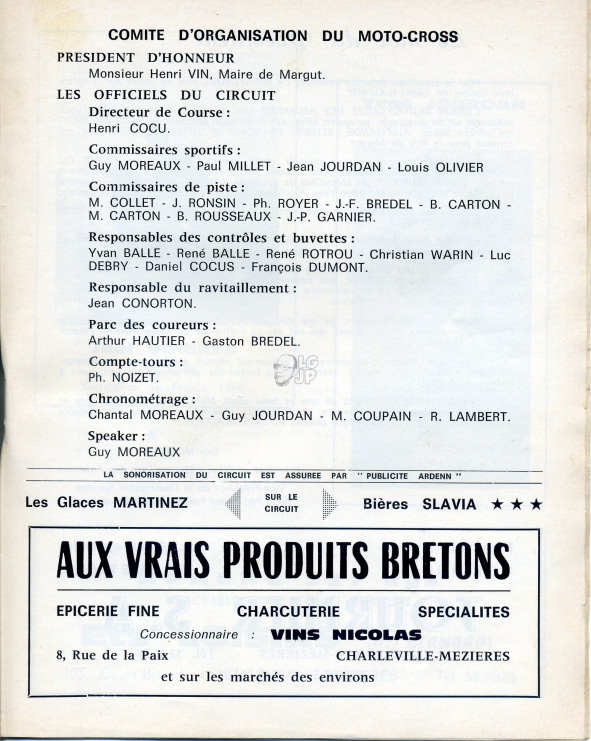 COMITE D'ORGANISATION DU MOTO-CROSS
PRESIDENT D'HONNEUR
Monsieur Henri VIN, Maire de Margut.
LES OFFICIELS DU CIRCUIT
Directeur de Course :
Henri COCU.
Commissaires sportifs :
Guy MOREAUX - Paul MILLET - Jean JOURDAN - Louis OLIVIER
Commissaires de piste :
M. COLLET - J. RONSIN - Ph. ROYER - J.-F. BREDEL - B. CARTON -
M. CARTON - B. ROUSSEAUX - J.-P. GARNIER.
Responsables des contrôles et buvettes :
Yvan BALLE - René BALLE - René ROTROU - Christian WARIN - Luc
DEBRY - Daniel COCUS - François DUMONT.
Responsable du ravitaillement :
Jean CONORTON.
Parc des coureurs :
Arthur HAUTIER - Gaston BREDEL.
Compte-tours :
Ph. NOIZET.
LG
JP
Chronométrage :
Chantal MOREAUX - Guy JOURDAN - M. COUPAIN - R. LAMBERT.
Speaker :
Guy MOREAUX
LA SONORISATION DU CIRCUIT EST ASSUREE PAR " PUBLICITE ARDENN "
Les Glaces MARTINEZ SUR LE CIRCUIT Bières SLAVIA ★ ★ ★
AUX VRAIS PRODUITS BRETONS
EPICERIE FINE CHARCUTERIE SPECIALITES
Concessionnaire : VINS NICOLAS
8, Rue de la Paix CHARLEVILLE-MEZIERES
et sur les marchés des environs